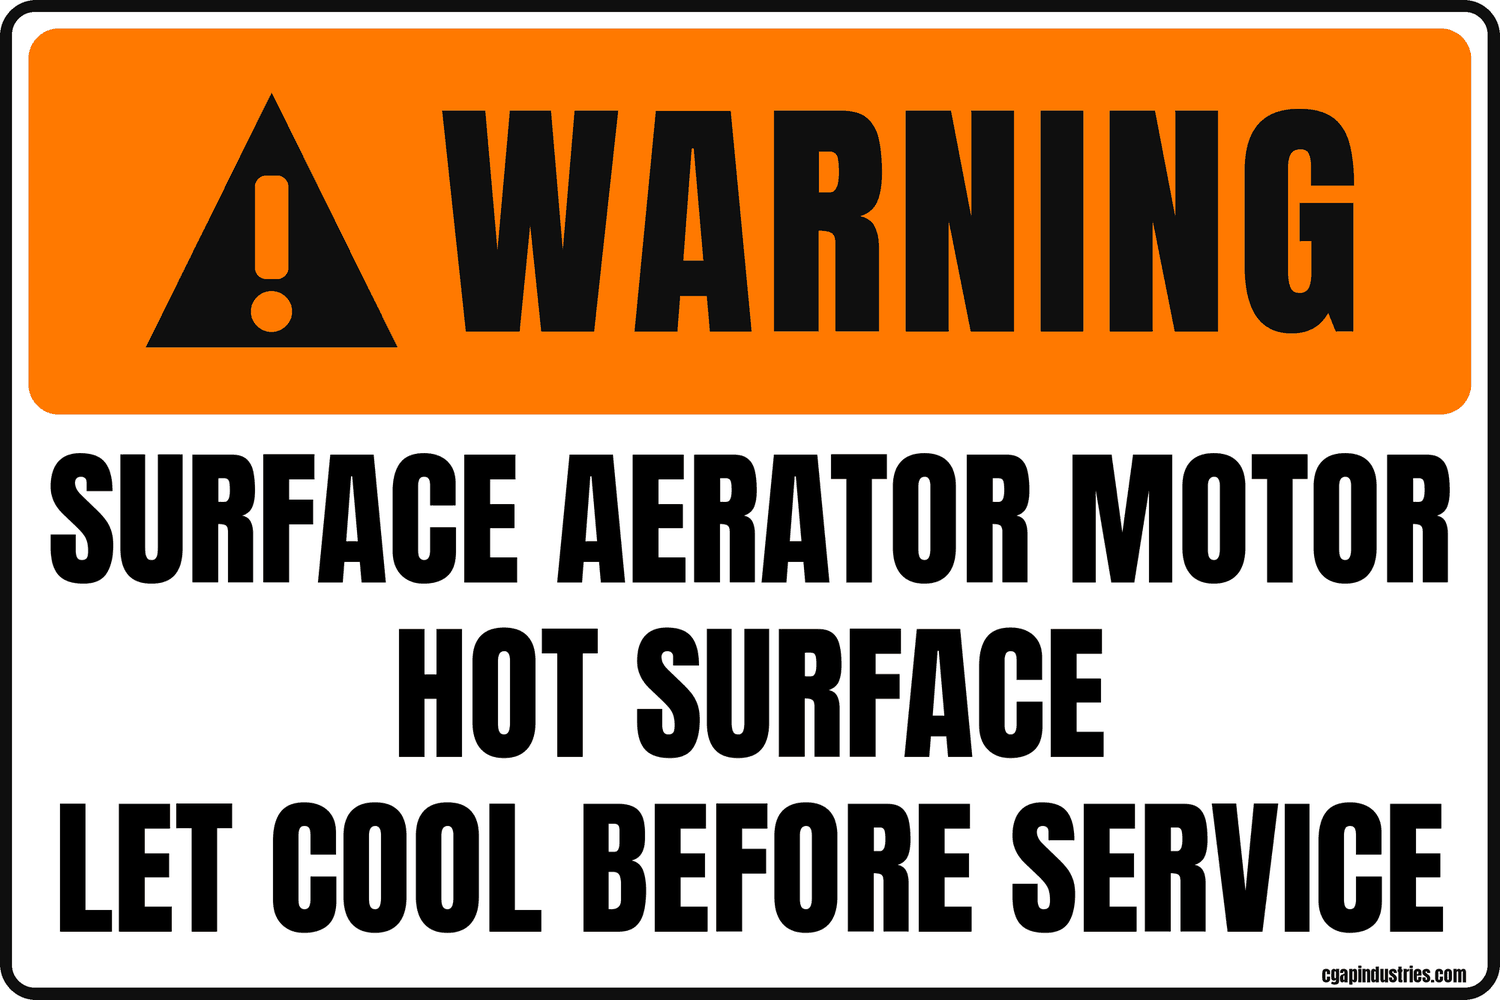 WARNING
SURFACE AERATOR MOTOR
HOT SURFACE
LET COOL BEFORE SERVICE
cgapindustries.com